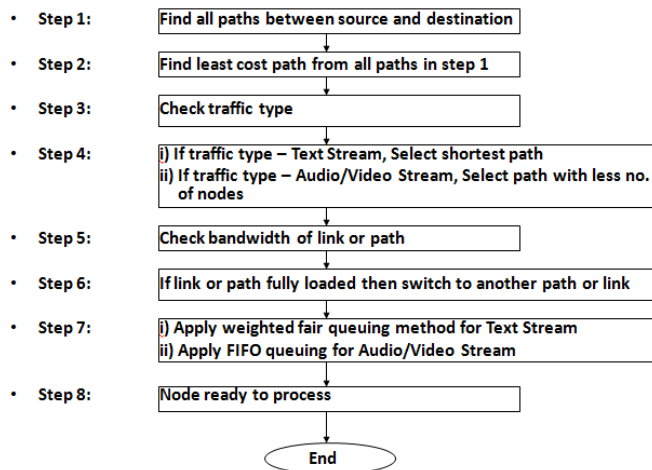 • Step 1: Find all paths between source and destination
• Step 2: Find least cost path from all paths in step 1
• Step 3: Check traffic type
• Step 4: i) If traffic type – Text Stream, Select shortest path
ii) If traffic type – Audio/Video Stream, Select path with less no.
of nodes
• Step 5: Check bandwidth of link or path
• Step 6: If link or path fully loaded then switch to another path or link
• Step 7: i) Apply weighted fair queuing method for Text Stream
ii) Apply FIFO queuing for Audio/Video Stream
• Step 8: Node ready to process
End